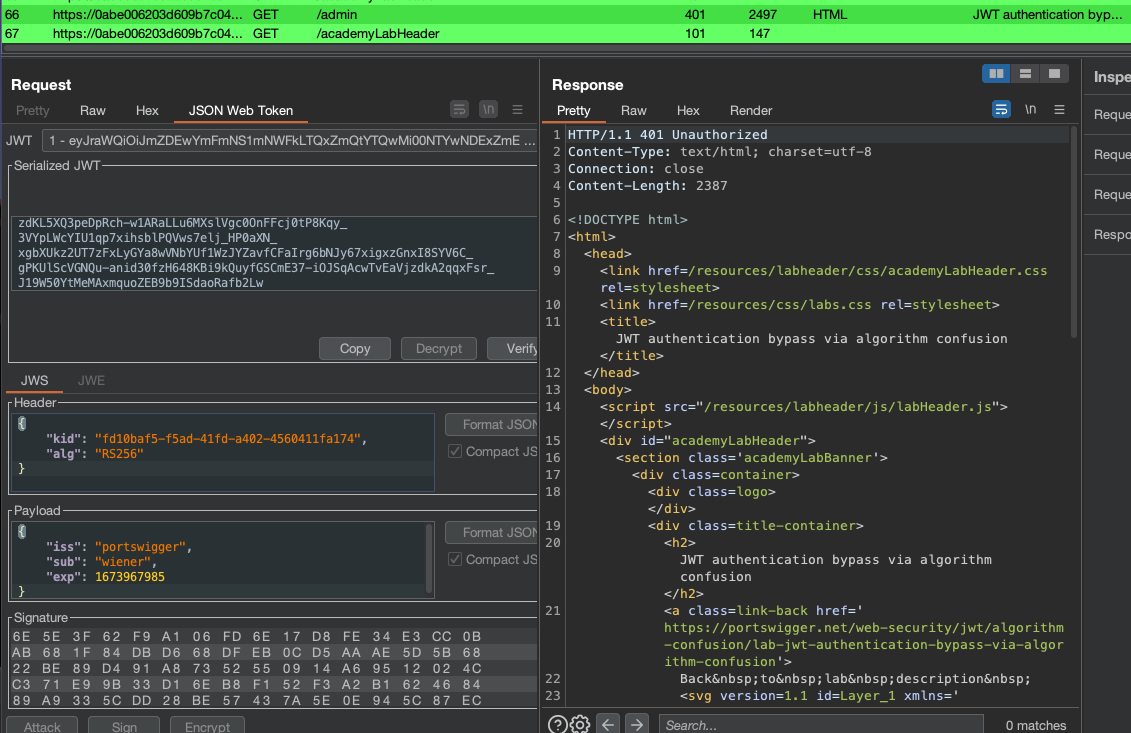 66 https://0abe006203d609b7c04... GET /admin 401 2497 HTML JWT authentication byp...
67 https://0abe006203d609b7c04... GET /academyLabHeader 101 147
Request
Pretty Raw Hex JSON Web Token
\n
JWT 1 - eyJraWQiOiJmZDEwYmFmNS1mNWFkLTQxZmQtYTQwMi00NTYwNDExZmE ...
Serialized JWT
zdKL5XQ3peDpRch-w1ARaLLu6MXslVgc0OnFFcj0tP8Kqy_
3VYpLWcYIU1qp7xihsblPQVws7elj_HP0aXN_
xgbXUkz2UT7zFxLyGYa8wVNbYUf1WzJYZavfCFaIrg6bNJy67xigxzGnxI8SYV6C_
gPKUlScVGNQu-anid30fzH648KBi9kQuyfGSCmE37-iOJSqAcwTvEaVjzdkA2qqxFsr_
J19W50YtMeMAxmquoZEB9b9ISdaoRafb2Lw
Copy Decrypt Verify
JWS JWE
Header
{
"kid": "fd10baf5-f5ad-41fd-a402-4560411fa174",
"alg": "RS256"
}
Format JSON
Compact JS
Payload
{
"iss": "portswigger",
"sub": "wiener",
"exp": 1673967985
}
Format JSON
Compact JS
Signature
6E 5E 3F 62 F9 A1 06 FD 6E 17 D8 FE 34 E3 CC 0B
AB 68 1F 84 DB D6 68 DF EB 0C D5 AA AE 5D 5B 68
22 BE 89 D4 91 A8 73 52 55 09 14 A6 95 12 02 4C
C3 71 E9 9B 33 D1 6E B8 F1 52 F3 A2 B1 62 46 84
89 A9 33 5C DD 28 BE 57 43 7A 5E 0E 94 5C 87 EC
Attack Sign Encrypt
Response
Pretty Raw Hex Render
\n
1 HTTP/1.1 401 Unauthorized
2 Content-Type: text/html; charset=utf-8
3 Connection: close
4 Content-Length: 2387
5
6 <!DOCTYPE html>
7 <html>
8 <head>
9 <link href=/resources/labheader/css/academyLabHeader.css
rel=stylesheet>
10 <link href=/resources/css/labs.css rel=stylesheet>
11 <title>
JWT authentication bypass via algorithm confusion
</title>
12 </head>
13 <body>
14 <script src="/resources/labheader/js/labHeader.js">
</script>
15 <div id="academyLabHeader">
16 <section class='academyLabBanner'>
17 <div class=container>
18 <div class=logo>
</div>
19 <div class=title-container>
20 <h2>
JWT authentication bypass via algorithm
confusion
</h2>
21 <a class=link-back href='
https://portswigger.net/web-security/jwt/algorithm
-confusion/lab-jwt-authentication-bypass-via-algor
ithm-confusion'>
22 Back&nbsp;to&nbsp;lab&nbsp;description&nbsp;
23 <svg version=1.1 id=Layer_1 xmlns='
Search... 0 matches
Inspe
Reque
Reque
Reque
Respo